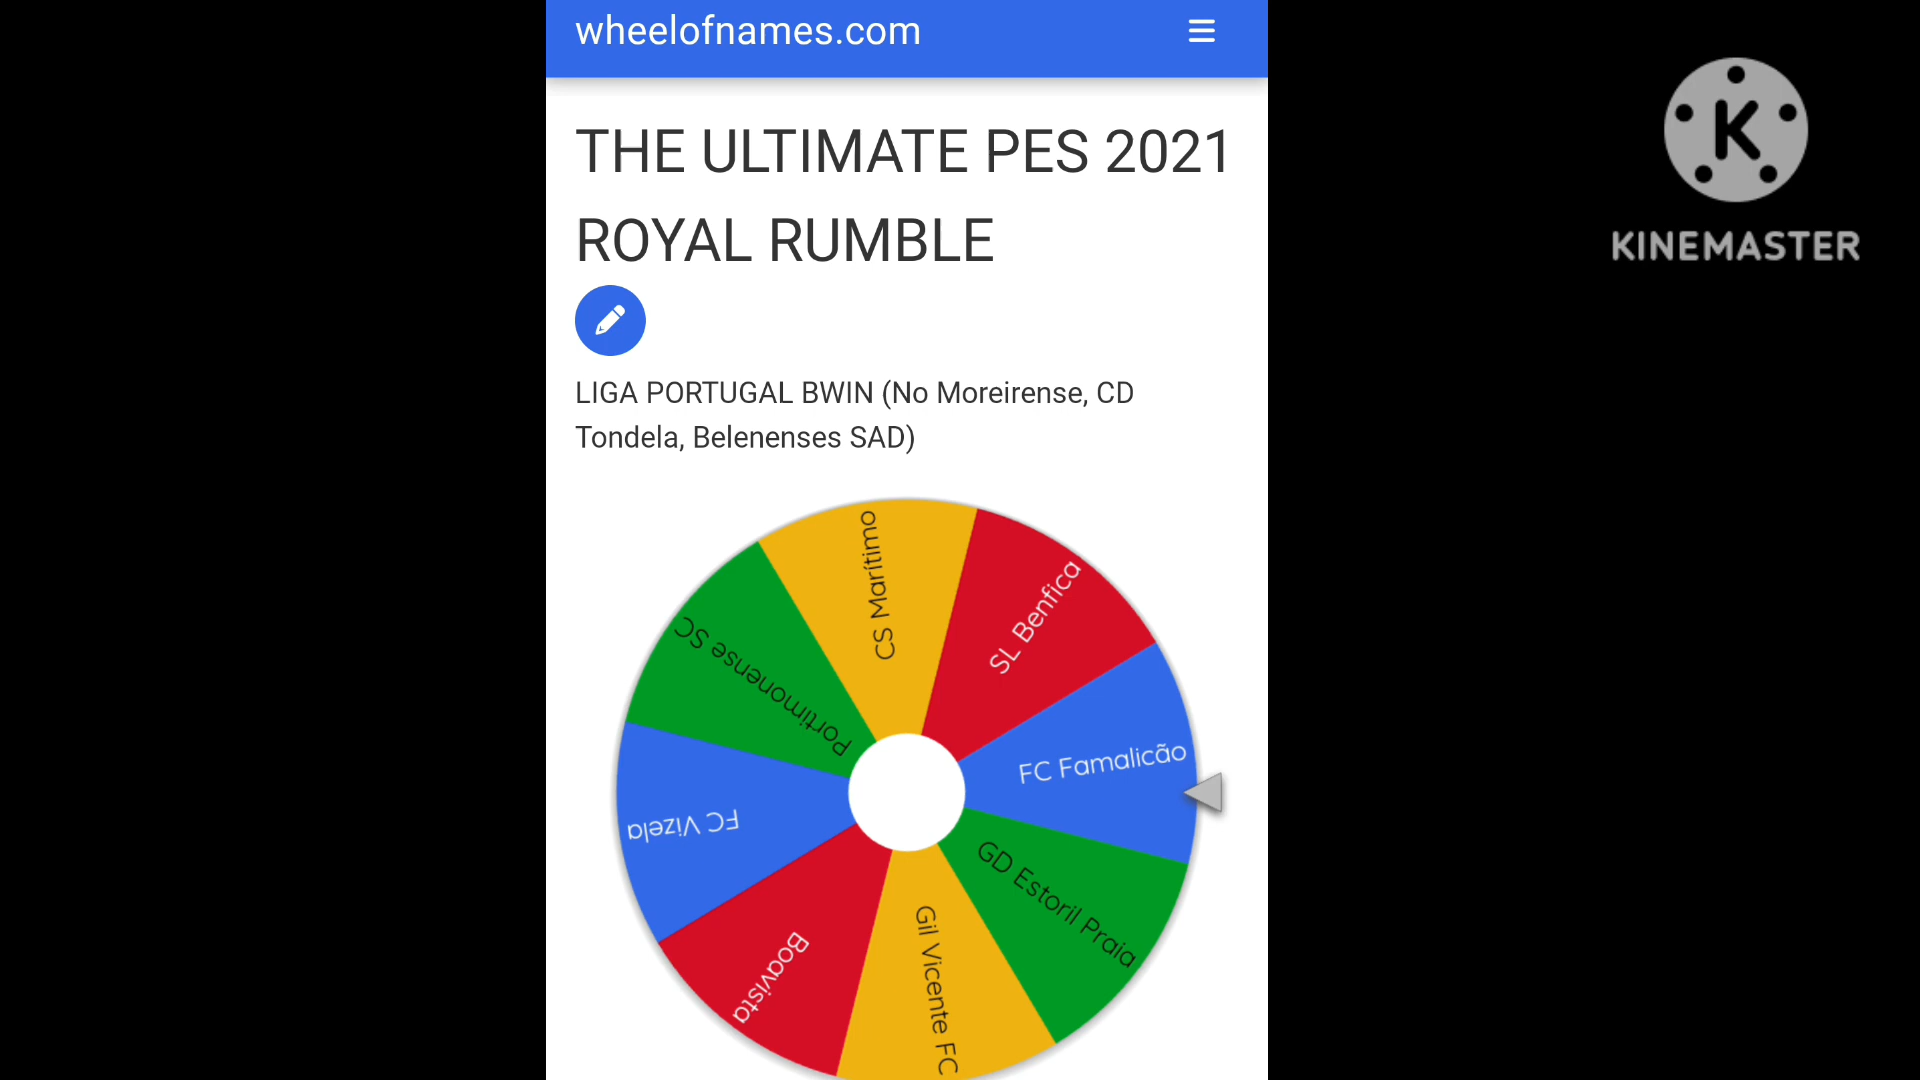 wheelofnames.com
K
KINEMASTER
THE ULTIMATE PES 2021
ROYAL RUMBLE
LIGA PORTUGAL BWIN (No Moreirense, CD
Tondela, Belenenses SAD)
CS Marítimo
SL Benfica
Portimonense SC
FC Famalicão
FC Vizela
GD Estoril Praia
Boavista
Gil Vicente FC